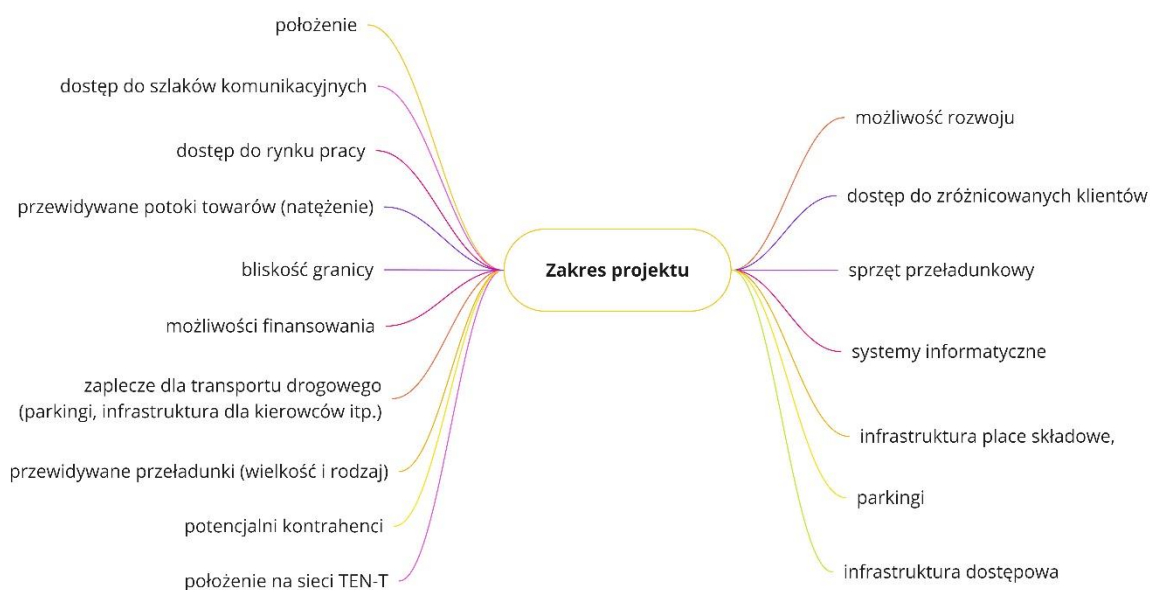 położenie
dostęp do szlaków komunikacyjnych
dostęp do rynku pracy
przewidywane potoki towarów (natężenie)
bliskość granicy
możliwości finansowania
zaplecze dla transportu drogowego
(parkingi, infrastruktura dla kierowców itp.)
przewidywane przeładunki (wielkość i rodzaj)
potencjalni kontrahenci
położenie na sieci TEN-T
Zakres projektu
możliwość rozwoju
dostęp do zróżnicowanych klientów
sprzęt przeładunkowy
systemy informatyczne
infrastruktura place składowe,
parkingi
infrastruktura dostępowa